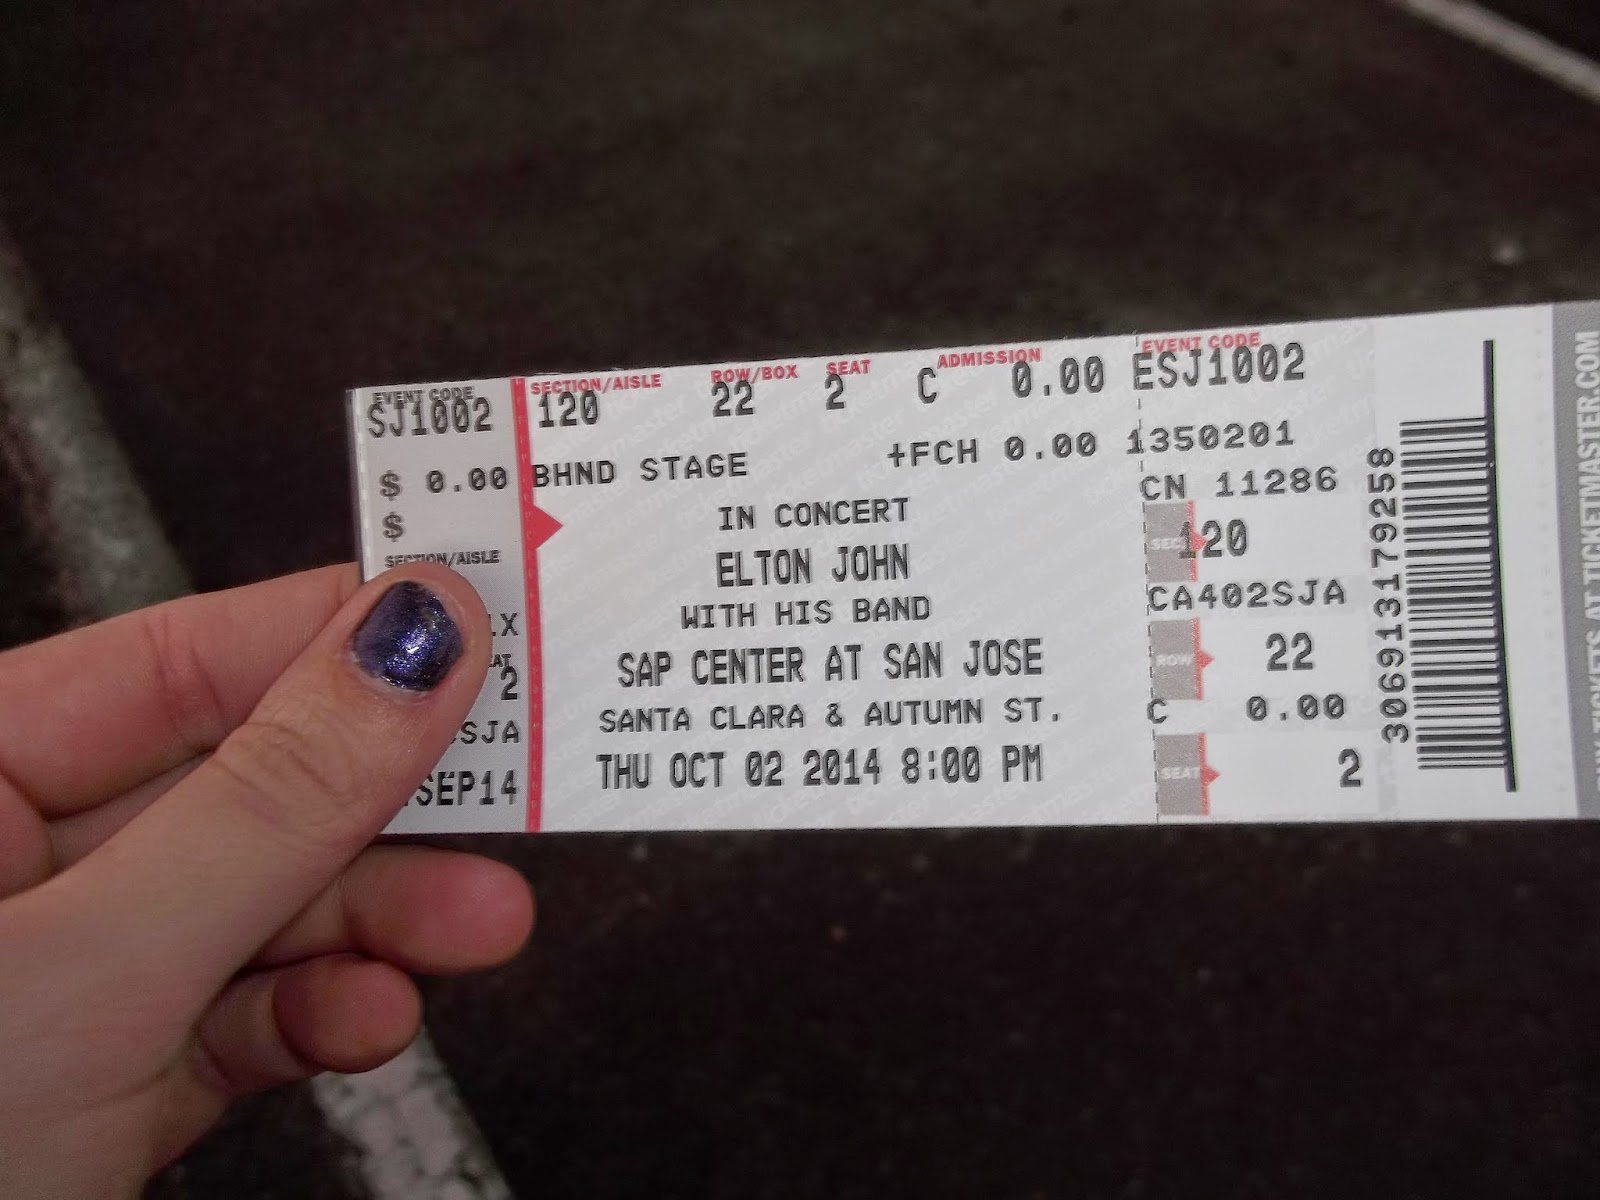 EVENT CODE
SJ1002
$ 0.00
$
SECTION/AISLE
LX
2
SJA
SEP14
SECTION/AISLE ROW/BOX SEAT ADMISSION
120 22 2 C 0.00
BHND STAGE +FCH 0.00
IN CONCERT
ELTON JOHN
WITH HIS BAND
SAP CENTER AT SAN JOSE
SANTA CLARA & AUTUMN ST.
THU OCT 02 2014 8:00 PM
EVENT CODE
ESJ1002
1350201
CN 11286
SEC 120
CA402SJA
ROW 22
C 0.00
SEAT 2
306913179258
TICKETS AT TICKETMASTER.COM